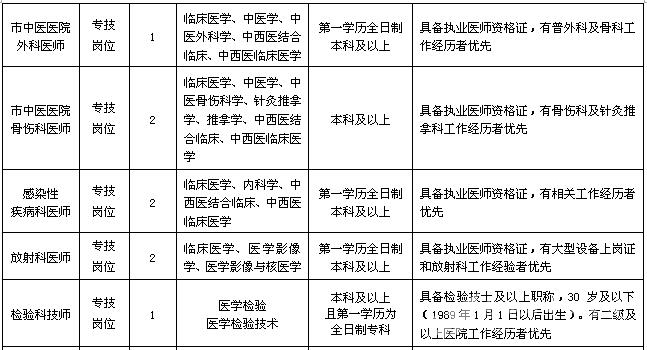 市中医医院
外科医师
专技
岗位
1
临床医学、中医学、中
医外科学、中西医结合
临床、中西医临床医学
第一学历全日制
本科及以上
具备执业医师资格证，有普外科及骨科工
作经历者优先
市中医医院
骨伤科医师
专技
岗位
2
临床医学、中医学、中
医骨伤科学、针灸推拿
学、推拿学、中西医结
合临床、中西医临床医
学
本科及以上
具备执业医师资格证，有骨伤科及针灸推
拿科工作经历者优先
感染性
疾病科医师
专技
岗位
2
临床医学、内科学、中
西医结合临床、中西医
临床医学
第一学历全日制
本科及以上
具备执业医师资格证，有相关工作经历者
优先
放射科医师
专技
岗位
2
临床医学、医学影像
学、医学影像与核医学
第一学历全日制
本科及以上
具备执业医师资格证，有大型设备上岗证
和放射科工作经验者优先
检验科技师
专技
岗位
1
医学检验
医学检验技术
本科及以上
且第一学历为
全日制专科
具备检验技士及以上职称，30 岁及以下
（1989 年 1 月 1 日以后出生）。有二级及
以上医院工作经历者优先